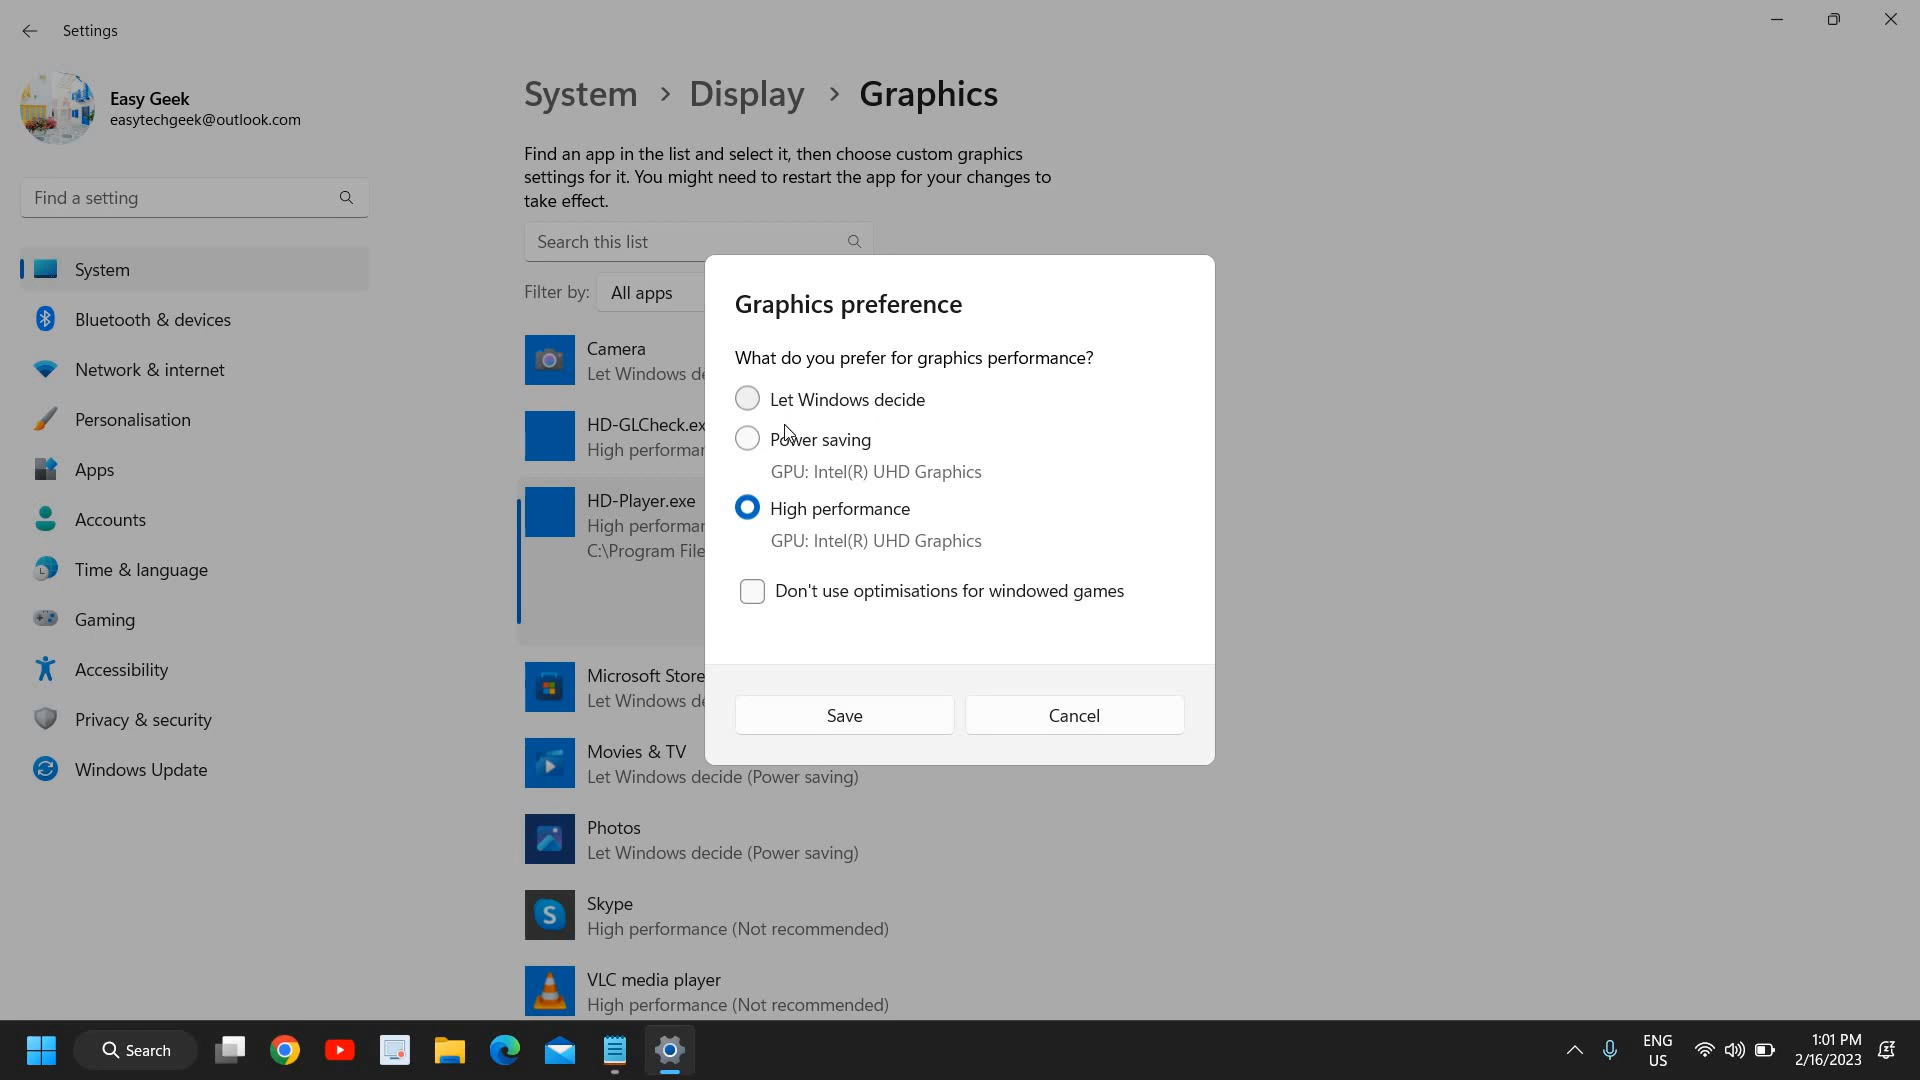 Settings
Easy Geek
easytechgeek@outlook.com
Find a setting
System
Bluetooth & devices
Network & internet
Personalisation
Apps
Accounts
Time & language
Gaming
Accessibility
Privacy & security
Windows Update
System > Display > Graphics
Find an app in the list and select it, then choose custom graphics
settings for it. You might need to restart the app for your changes to
take effect.
Search this list
Filter by: All apps
Camera
Let Windows de
HD-GLCheck.ex
High performar
HD-Player.exe
High performar
C:\Program File
Microsoft Store
Let Windows de
Movies & TV
Let Windows decide (Power saving)
Photos
Let Windows decide (Power saving)
Skype
High performance (Not recommended)
VLC media player
High performance (Not recommended)
Graphics preference
What do you prefer for graphics performance?
Let Windows decide
Power saving
GPU: Intel(R) UHD Graphics
High performance
GPU: Intel(R) UHD Graphics
Don't use optimisations for windowed games
Save
Cancel
Search
ENG
US
1:01 PM
2/16/2023